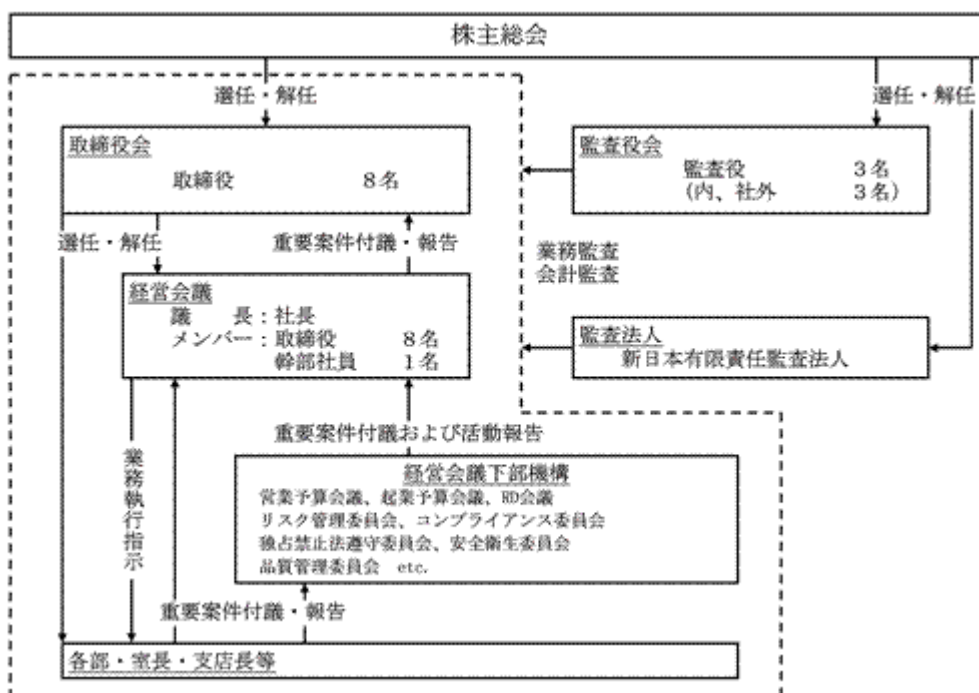 株主総会
選任・解任
選任・解任
取締役会
取締役 8名
監査役会
監査役 3名
(内、社外 3名)
選任・解任
重要案件付議・報告
業務監査
会計監査
経営会議
議 長:社長
メンバー:取締役 8名
幹部社員 1名
監査法人
新日本有限責任監査法人
重要案件付議および活動報告
業務執行指示
経営会議下部機構
営業予算会議、起業予算会議、RD会議
リスク管理委員会、コンプライアンス委員会
独占禁止法遵守委員会、安全衛生委員会
品質管理委員会 etc.
重要案件付議・報告
各部・室長・支店長等